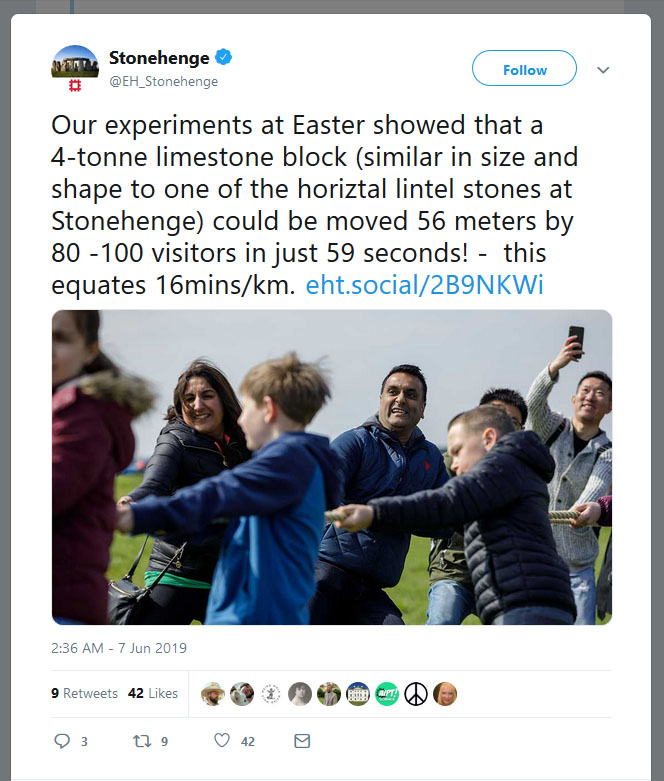 Stonehenge
@EH_Stonehenge
Follow
Our experiments at Easter showed that a
4-tonne limestone block (similar in size and
shape to one of the horiztal lintel stones at
Stonehenge) could be moved 56 meters by
80 -100 visitors in just 59 seconds! -  this
equates 16mins/km. eht.social/2B9NKWi
2:36 AM - 7 Jun 2019
9 Retweets 42 Likes
3 9 42